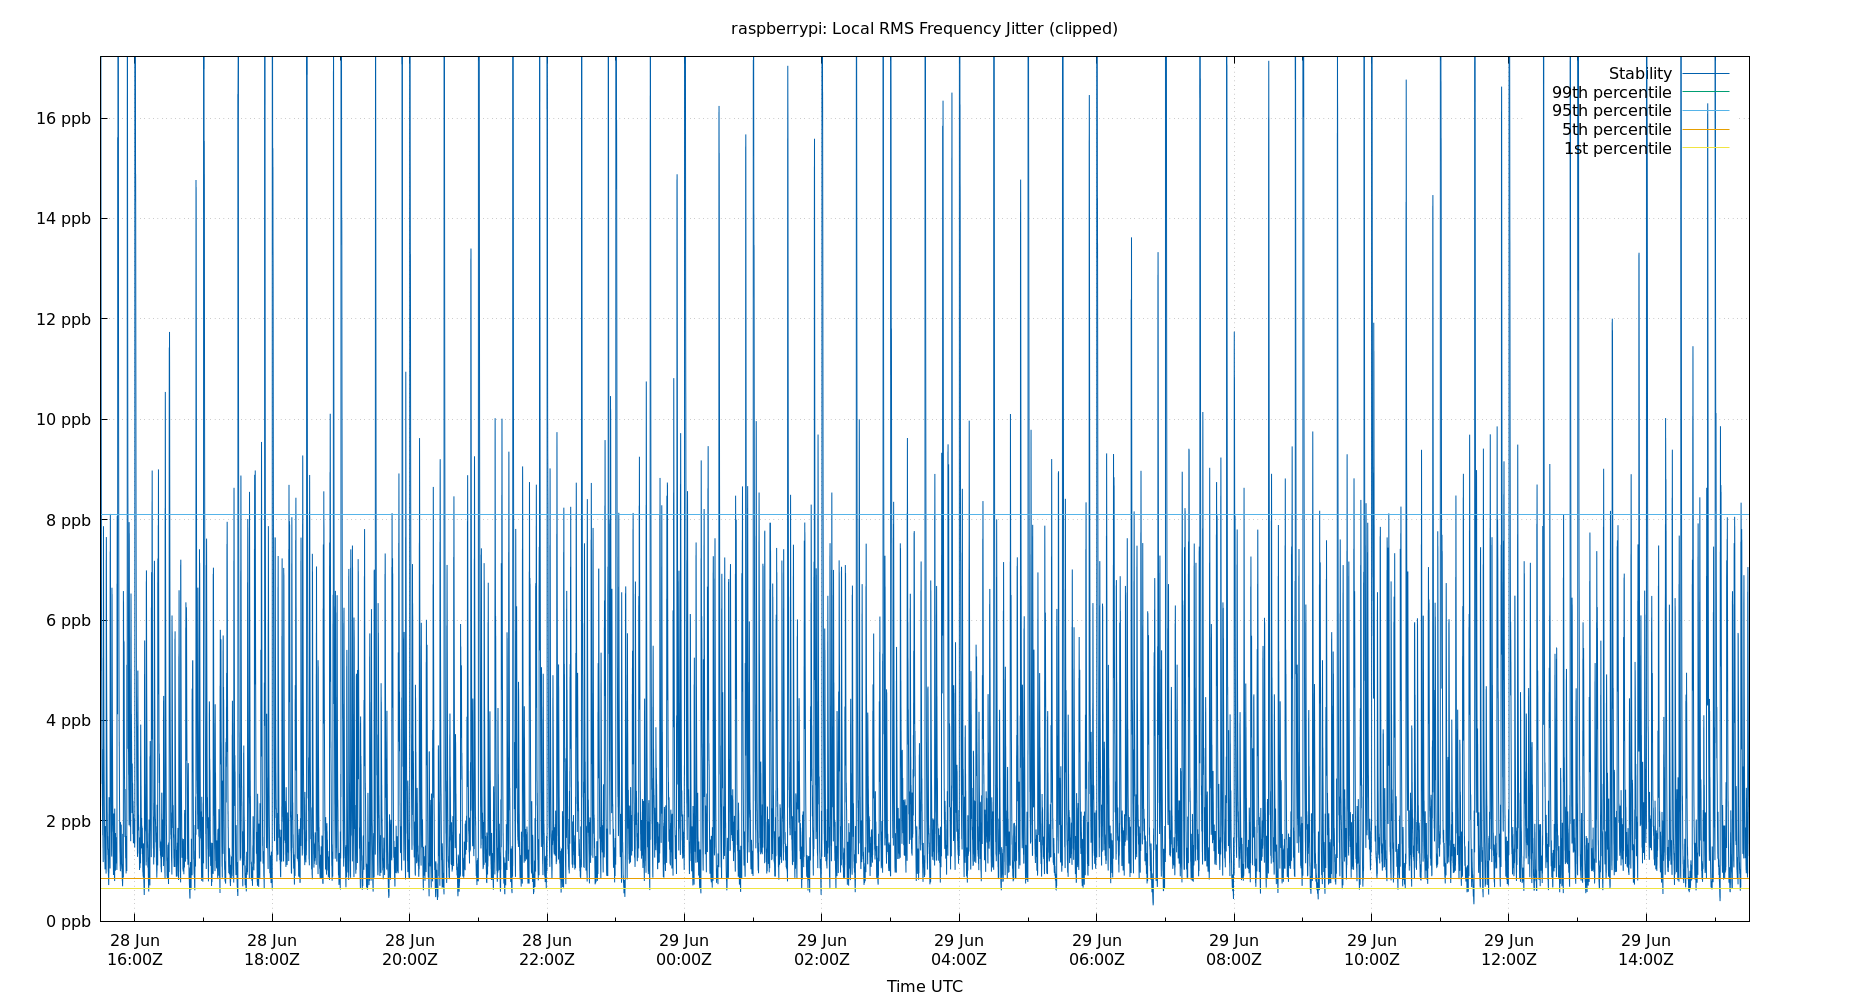 raspberrypi: Local RMS Frequency Jitter (clipped)
Stability
99th percentile
95th percentile
5th percentile
1st percentile
16 ppb
14 ppb
12 ppb
10 ppb
8 ppb
6 ppb
4 ppb
2 ppb
0 ppb
28 Jun 28 Jun 28 Jun 28 Jun 29 Jun 29 Jun 29 Jun 29 Jun 29 Jun 29 Jun 29 Jun 29 Jun
16:00Z 18:00Z 20:00Z 22:00Z 00:00Z 02:00Z 04:00Z 06:00Z 08:00Z 10:00Z 12:00Z 14:00Z
Time UTC